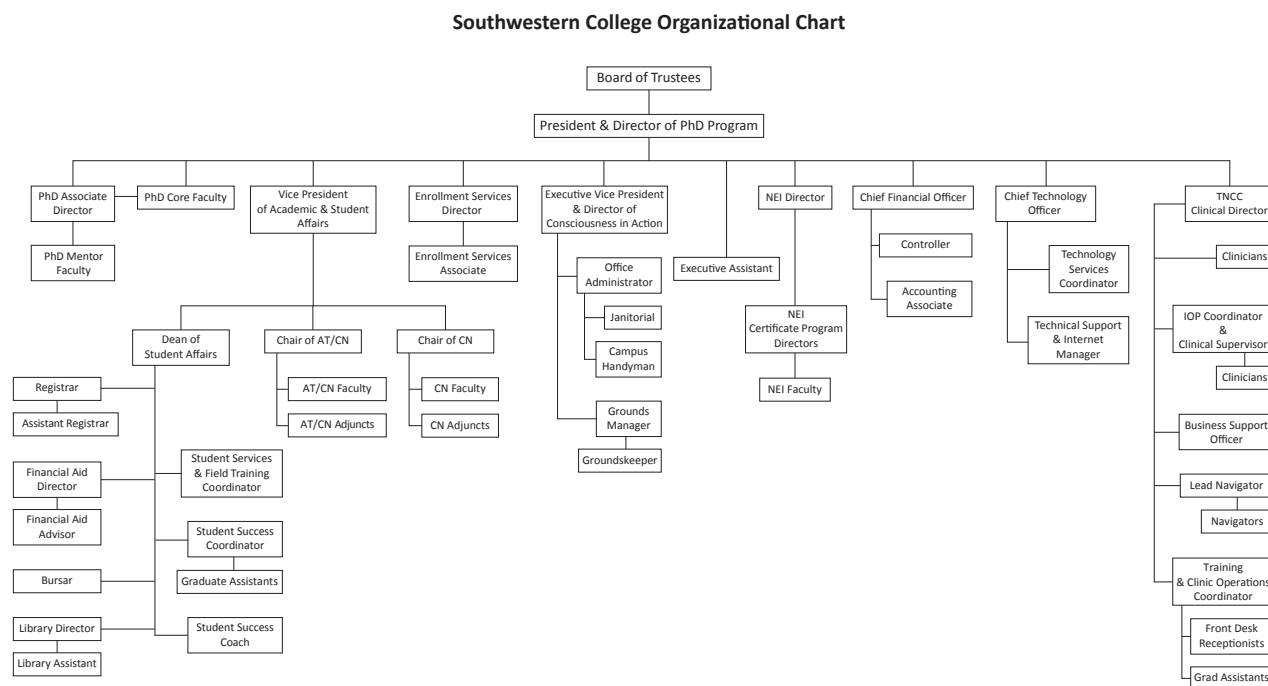 Southwestern College Organizational Chart
Board of Trustees
President & Director of PhD Program
PhD Associate
Director
PhD Core Faculty
Vice President
of Academic & Student
Affairs
Enrollment Services
Director
Executive Vice President
& Director of
Consciousness in Action
NEI Director
Chief Financial Officer
Chief Technology
Officer
TNCC
Clinical Director
PhD Mentor
Faculty
Enrollment Services
Associate
Office
Administrator
Executive Assistant
Controller
Technology
Services
Coordinator
Clinicians
Accounting
Associate
Janitorial
NEI
Certificate Program
Directors
Technical Support
& Internet
Manager
IOP Coordinator
&
Clinical Supervisor
Dean of
Student Affairs
Chair of AT/CN
Chair of CN
Campus
Handyman
Clinicians
Registrar
AT/CN Faculty
CN Faculty
NEI Faculty
Assistant Registrar
AT/CN Adjuncts
CN Adjuncts
Grounds
Manager
Business Support
Officer
Groundskeeper
Financial Aid
Director
Student Services
& Field Training
Coordinator
Lead Navigator
Financial Aid
Advisor
Student Success
Coordinator
Navigators
Bursar
Graduate Assistants
Training
& Clinic Operations
Coordinator
Library Director
Student Success
Coach
Front Desk
Receptionists
Library Assistant
Grad Assistants